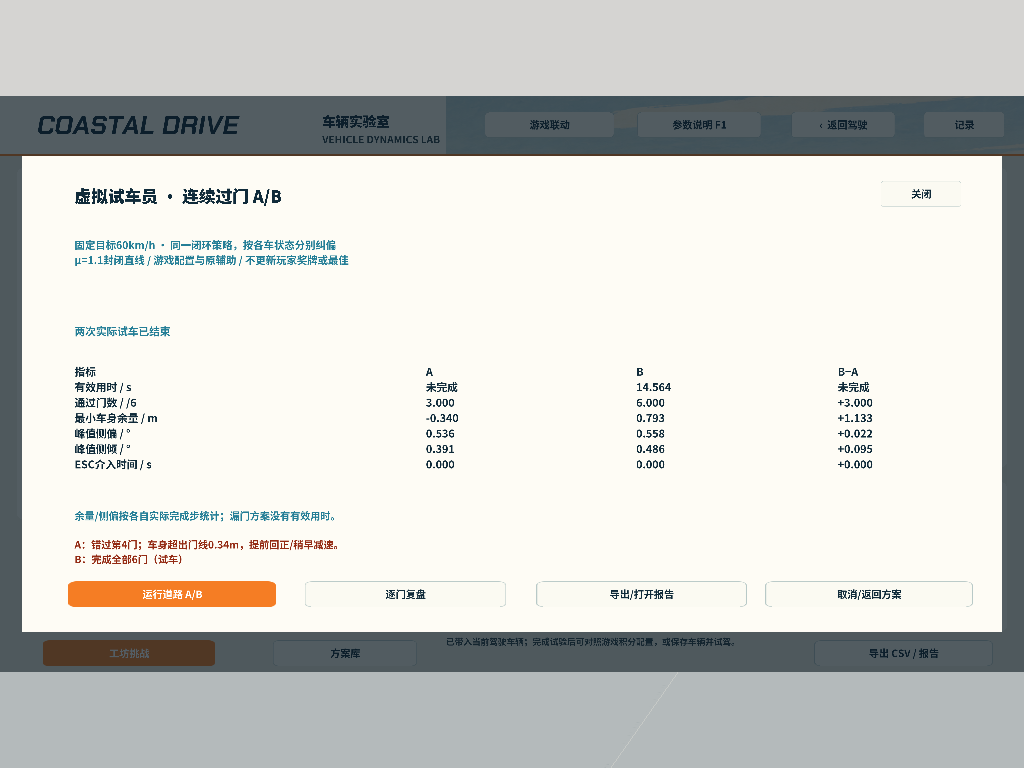 COASTAL DRIVE
车辆实验室
VEHICLE DYNAMICS LAB
游戏联动
参数说明 F1
‹ 返回驾驶
记录
虚拟试车员 · 连续过门 A/B
关闭
固定目标60km/h · 同一闭环策略，按各车状态分别纠偏
μ=1.1封闭直线 / 游戏配置与原辅助 / 不更新玩家奖牌或最佳
两次实际试车已结束
指标 A B B−A
有效用时 / s 未完成 14.564 未完成
通过门数 / /6 3.000 6.000 +3.000
最小车身余量 / m -0.340 0.793 +1.133
峰值侧偏 / ° 0.536 0.558 +0.022
峰值侧倾 / ° 0.391 0.486 +0.095
ESC介入时间 / s 0.000 0.000 +0.000
余量/侧偏按各自实际完成步统计；漏门方案没有有效用时。
A：错过第4门；车身超出门线0.34m，提前回正/稍早减速。
B：完成全部6门（试车）
运行道路 A/B
逐门复盘
导出/打开报告
取消/返回方案
已带入当前驾驶车辆；完成试验后可对照游戏积分配置，或保存车辆并试驾。
工坊挑战
方案库
导出 CSV / 报告